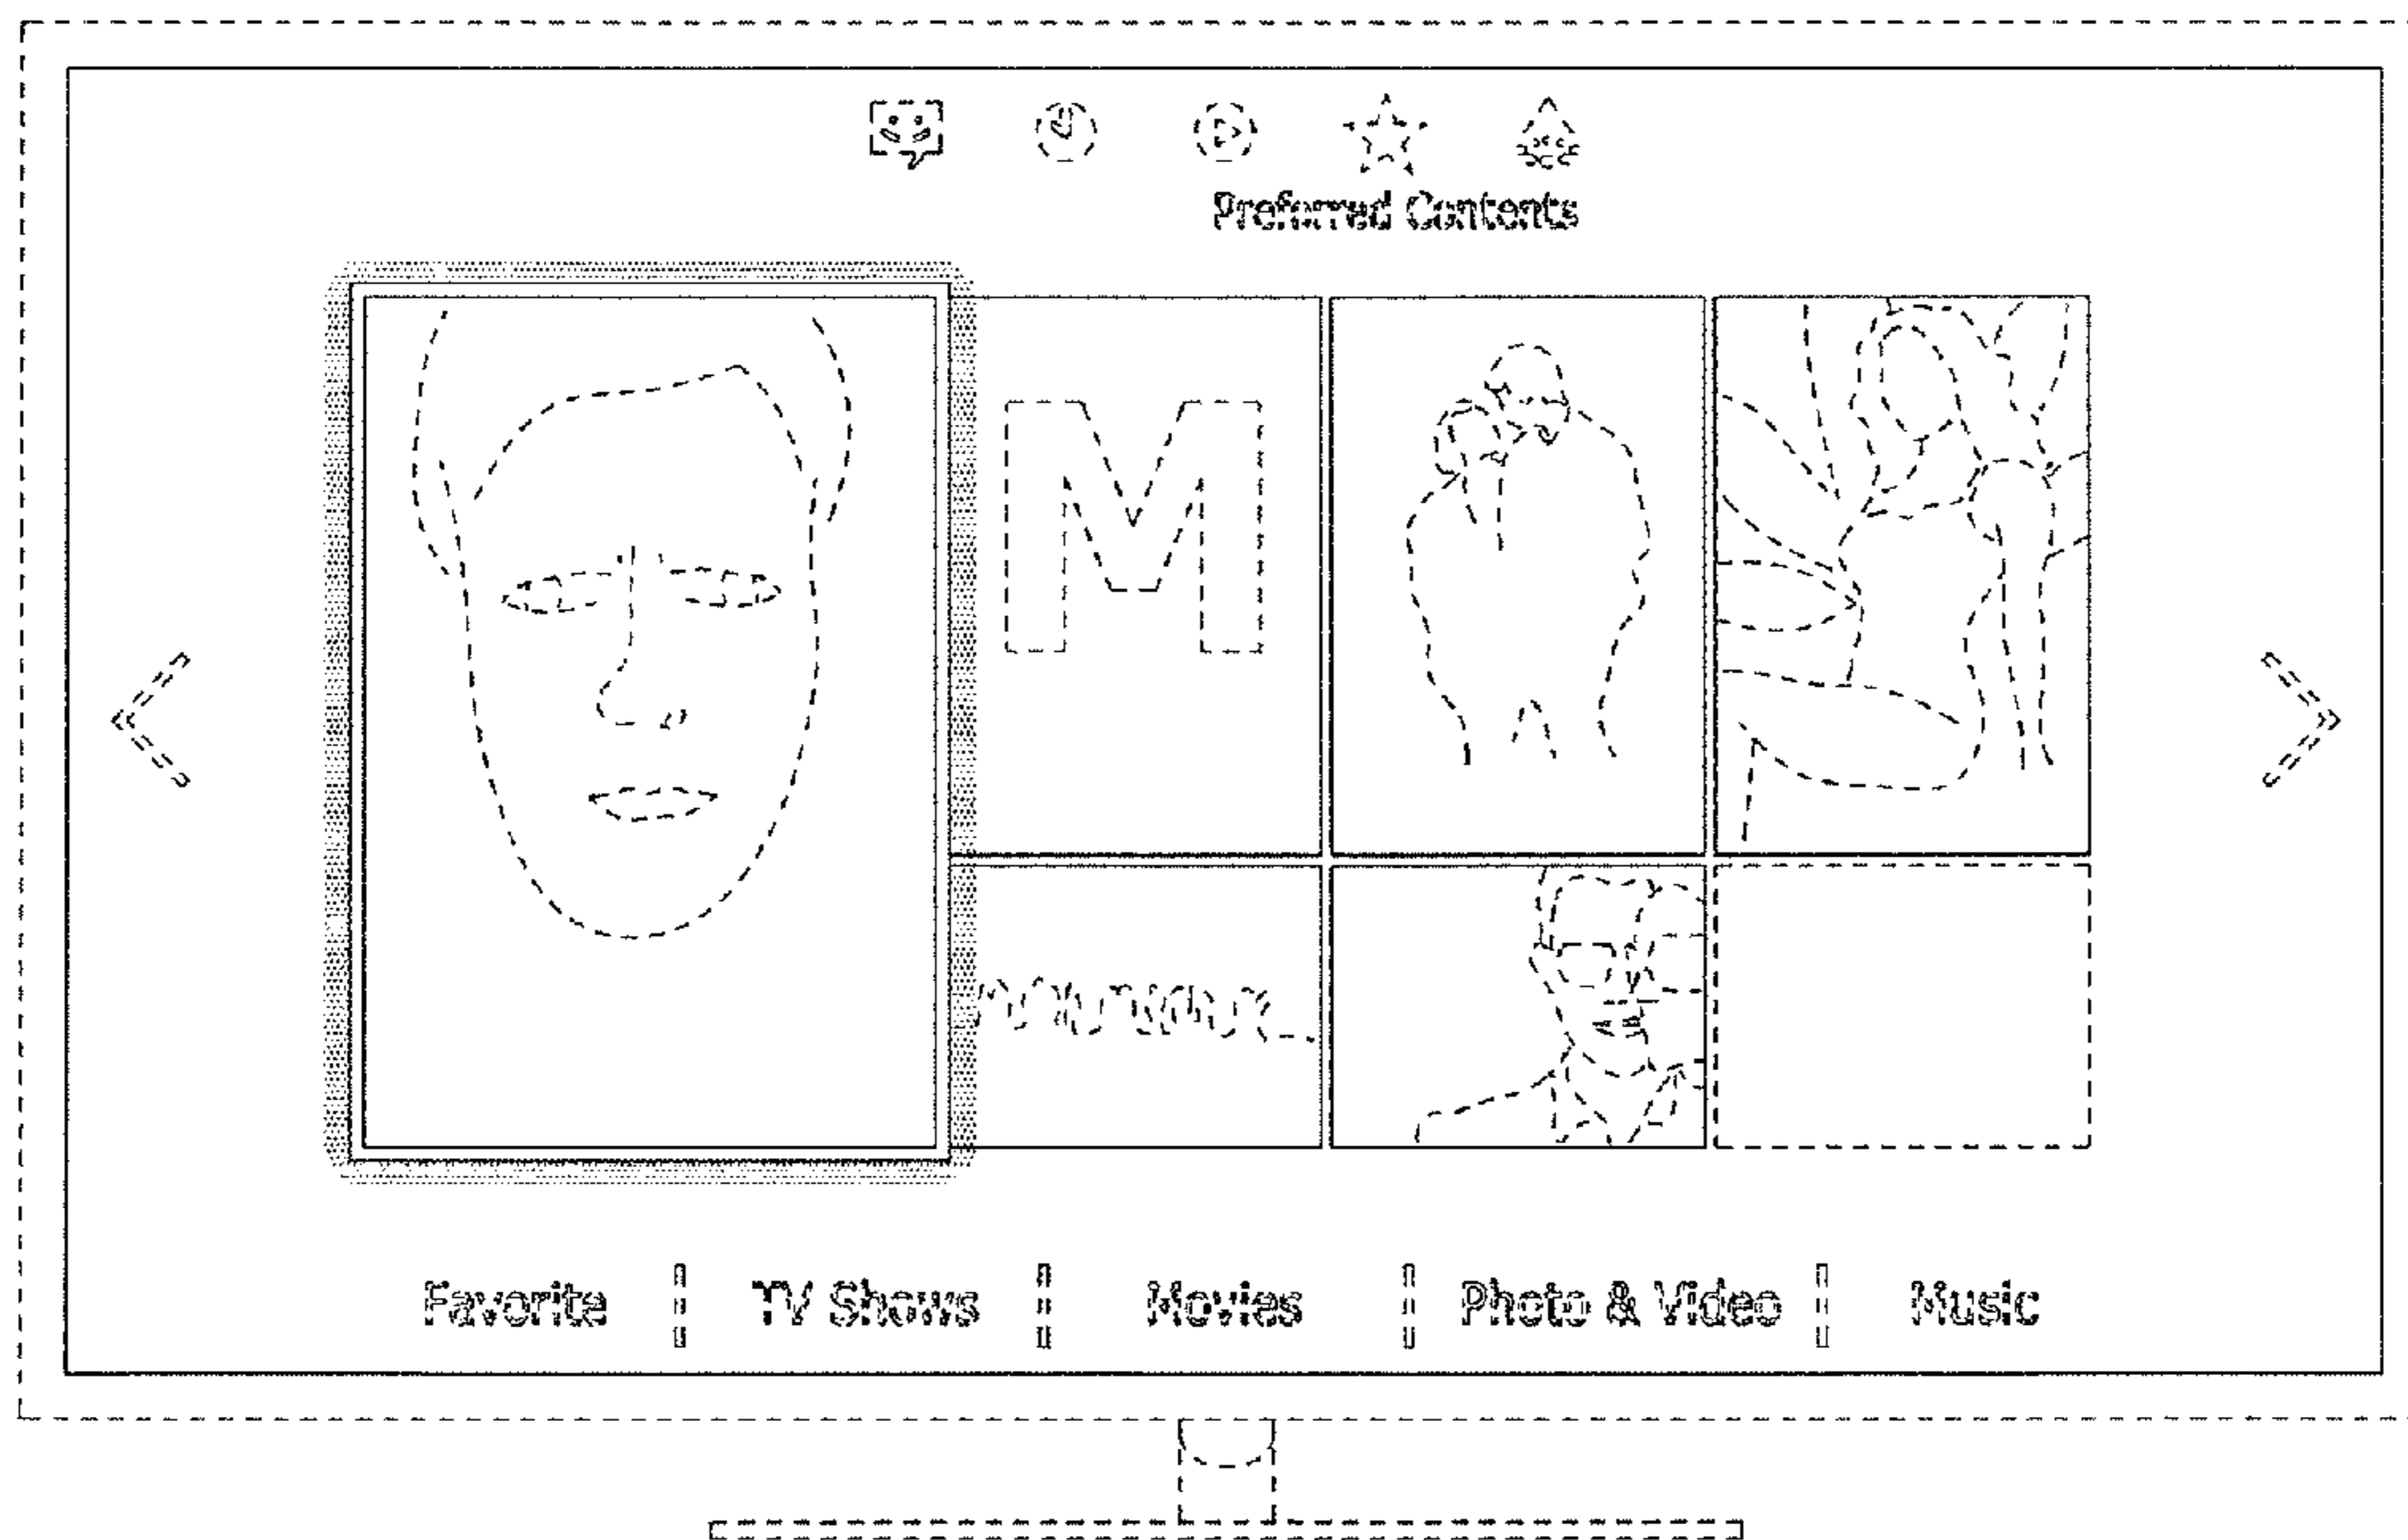 Preferred Contents
M
Favorite
TV Shows
Movies
Photo & Video
Music